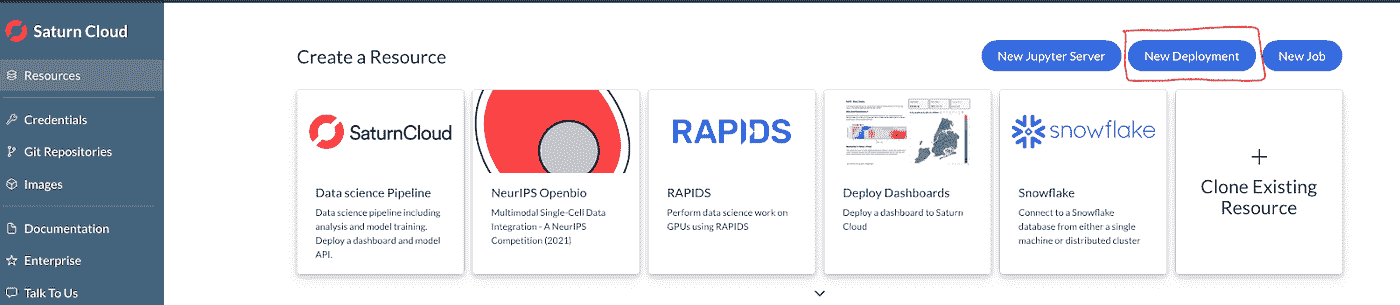 Saturn Cloud
Resources
Credentials
Git Repositories
Images
Documentation
Enterprise
Talk To Us
Create a Resource
New Jupyter Server
New Deployment
New Job
SaturnCloud
Data science Pipeline
Data science pipeline including
analysis and model training.
Deploy a dashboard and model
API.
NeurIPS Openbio
Multimodal Single-Cell Data
Integration - A NeurIPS
Competition (2021)
RAPIDS
RAPIDS
Perform data science work on
GPUs using RAPIDS
Deploy Dashboards
Deploy a dashboard to Saturn
Cloud
snowflake
Snowflake
Connect to a Snowflake
database from either a single
machine or distributed cluster
+
Clone Existing
Resource